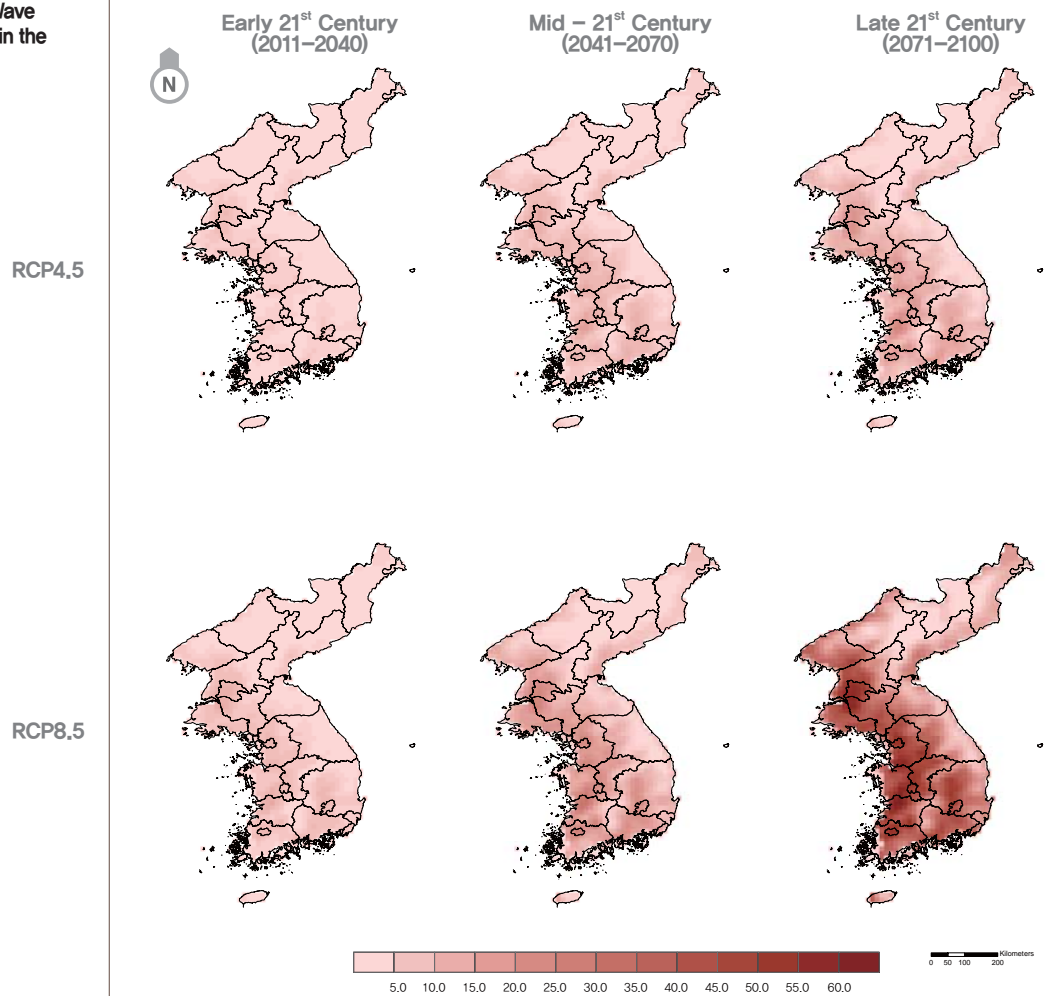 Wave
in the
Early 21st Century
(2011–2040)
Mid – 21st Century
(2041–2070)
Late 21st Century
(2071–2100)
N
RCP4.5
RCP8.5
5.0 10.0 15.0 20.0 25.0 30.0 35.0 40.0 45.0 50.0 55.0 60.0
Kilometers
0 50 100 200